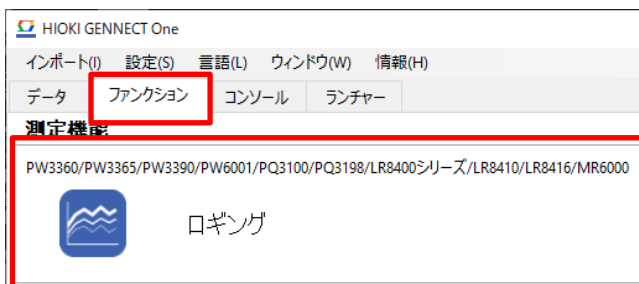 HIOKI GENNECT One
インポート(I) 設定(S) 言語(L) ウィンドウ(W) 情報(H)
データ ファンクション コンソール ランチャー
測定機能
PW3360/PW3365/PW3390/PW6001/PQ3100/PQ3198/LR8400シリーズ/LR8410/LR8416/MR6000
ロギング